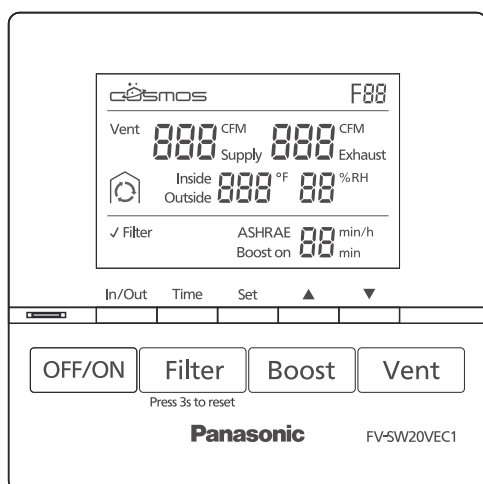 cosmos F88
Vent 888 CFM Supply 888 CFM Exhaust
Inside Outside 888 °F 88 %RH
✓ Filter ASHRAE Boost on 88 min/h min
In/Out Time Set ▲ ▼
OFF/ON Filter Boost Vent
Press 3s to reset
Panasonic FV-SW20VEC1